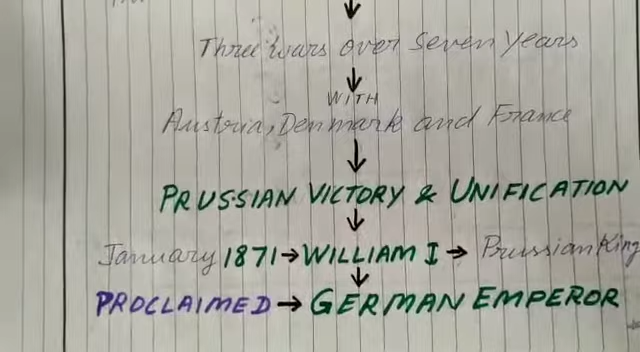 ↓
Three wars over seven years
↓
WITH
Austria, Denmark and France
↓
PRUSSIAN VICTORY & UNIFICATION
↓
January 1871 → WILLIAM I → Prussian King
↓
PROCLAIMED → GERMAN EMPEROR